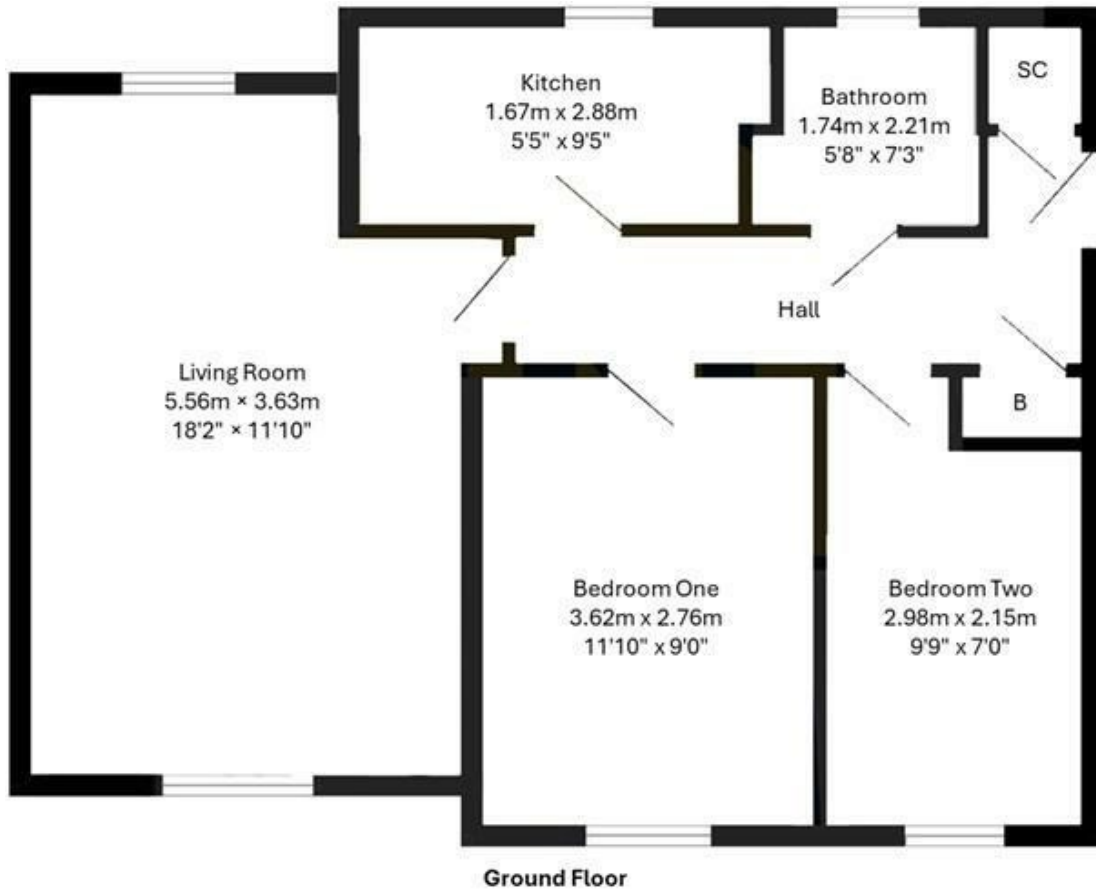 Kitchen
1.67m x 2.88m
5'5" x 9'5"
Bathroom
1.74m x 2.21m
5'8" x 7'3"
SC
Hall
Living Room
5.56m × 3.63m
18'2" × 11'10"
B
Bedroom One
3.62m x 2.76m
11'10" x 9'0"
Bedroom Two
2.98m x 2.15m
9'9" x 7'0"
Ground Floor